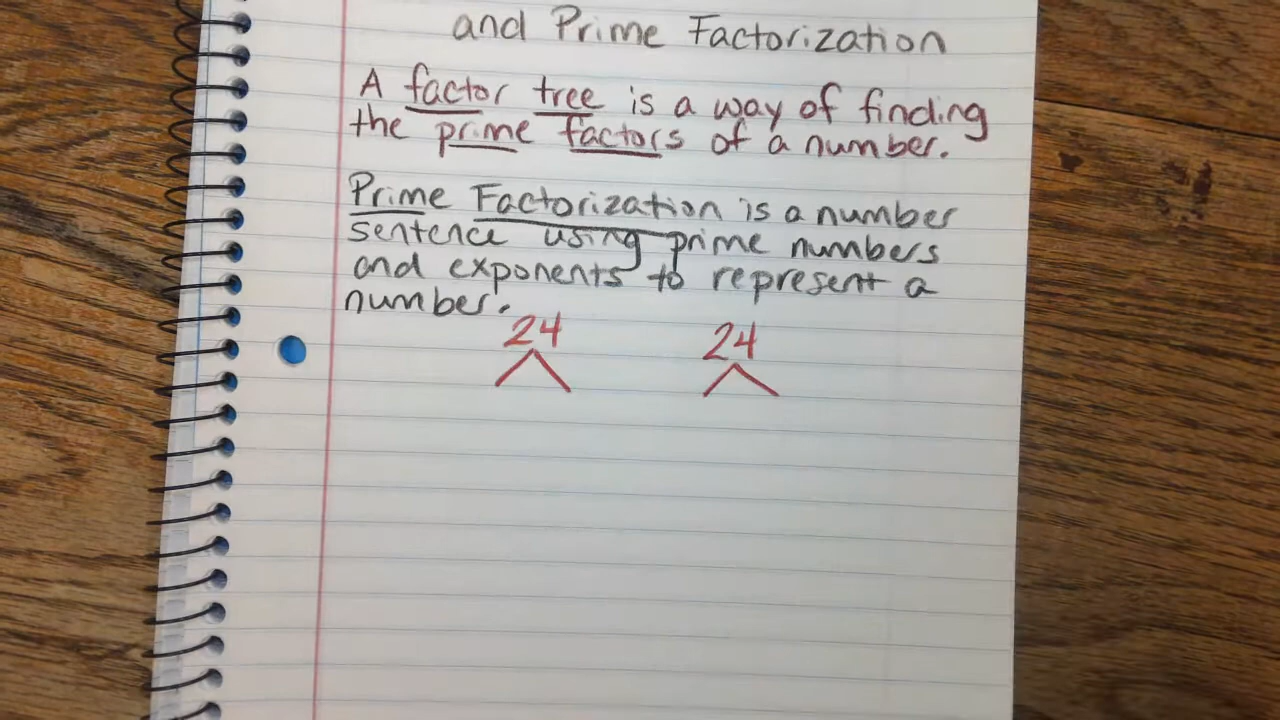 and Prime Factorization
A factor tree is a way of finding
the prime factors of a number.
Prime Factorization is a number
sentence using prime numbers
and exponents to represent a
number.
24 24